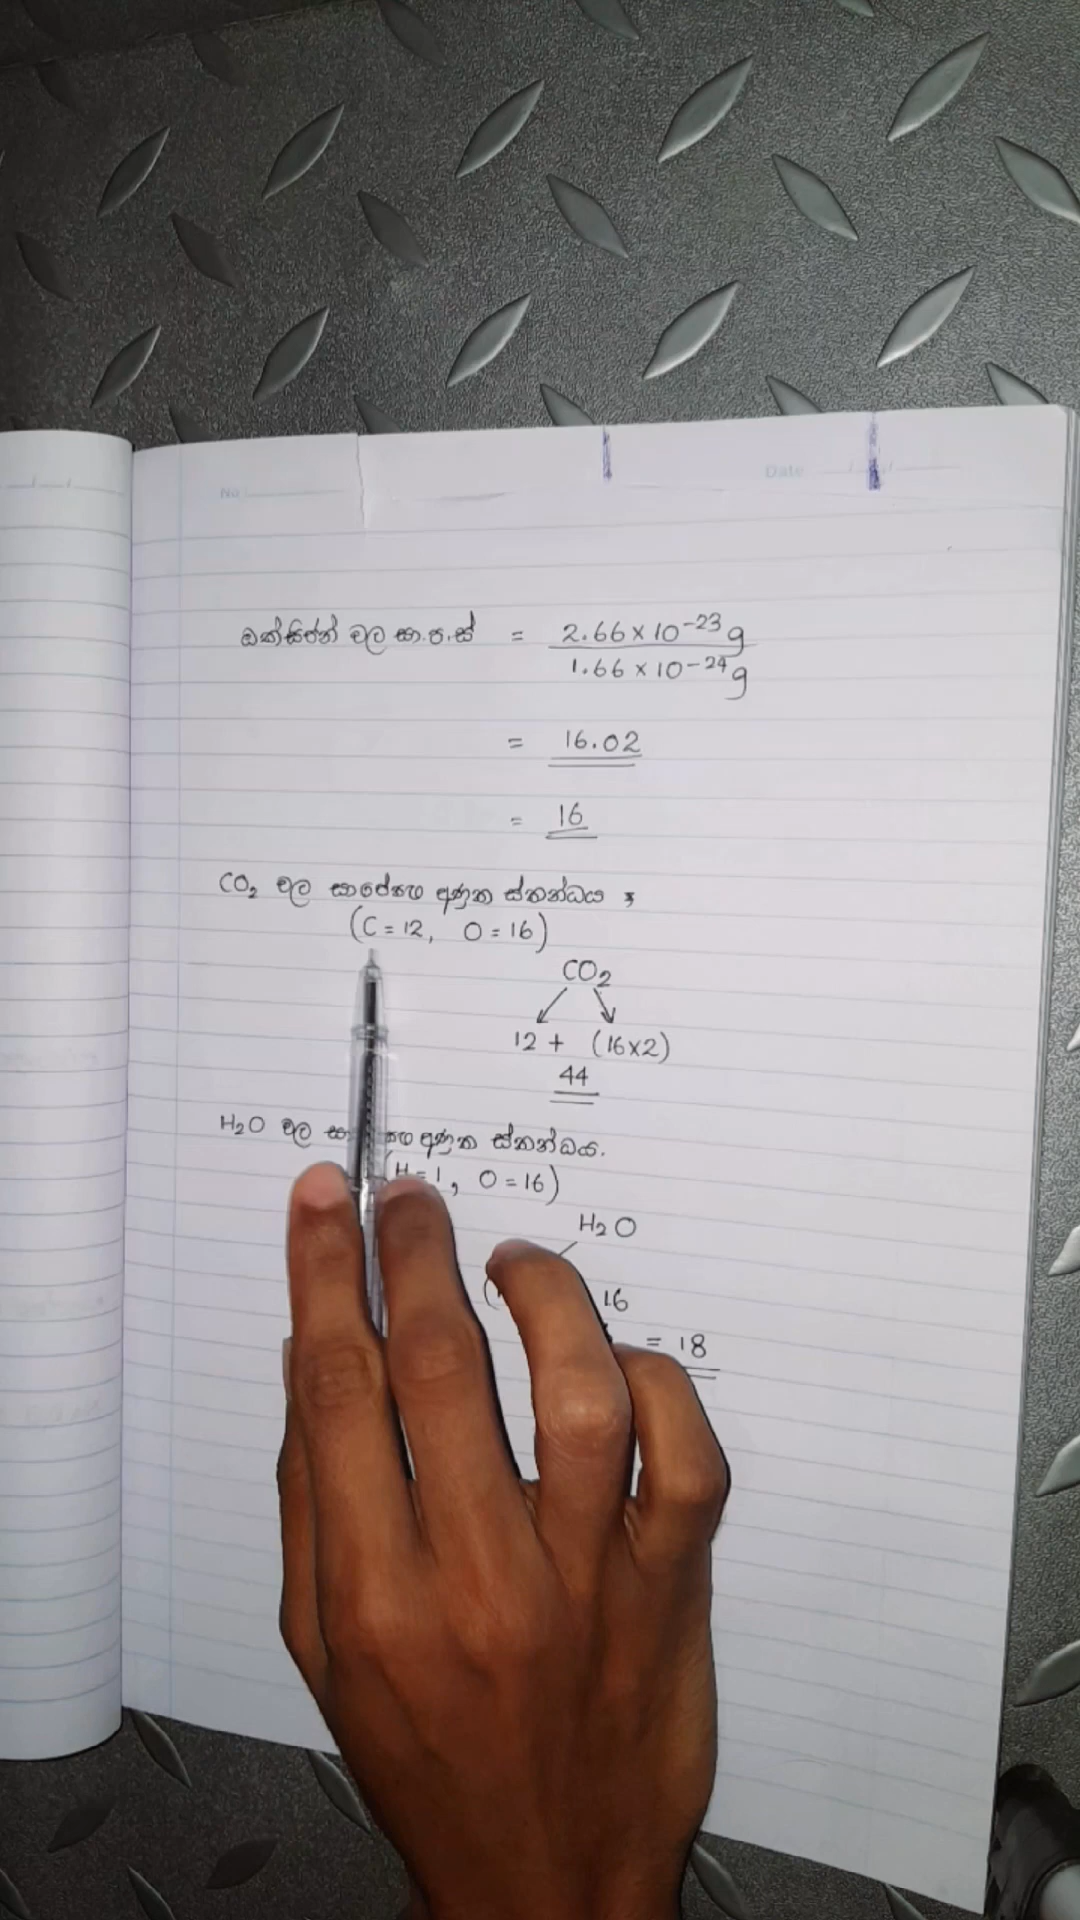 No
Date
ඔක්සිජන් වල සා.ප.ස් = 2.66 × 10⁻²³ g
1.66 × 10⁻²⁴ g
= 16.02
= 16
CO₂ වල සාපේක්ෂ අණුක ස්කන්ධය ;
(C = 12, O = 16)
CO₂
12 + (16×2)
44
H₂O වල අණුක ස්කන්ධය.
(H = 1, O = 16)
H₂O
16
= 18